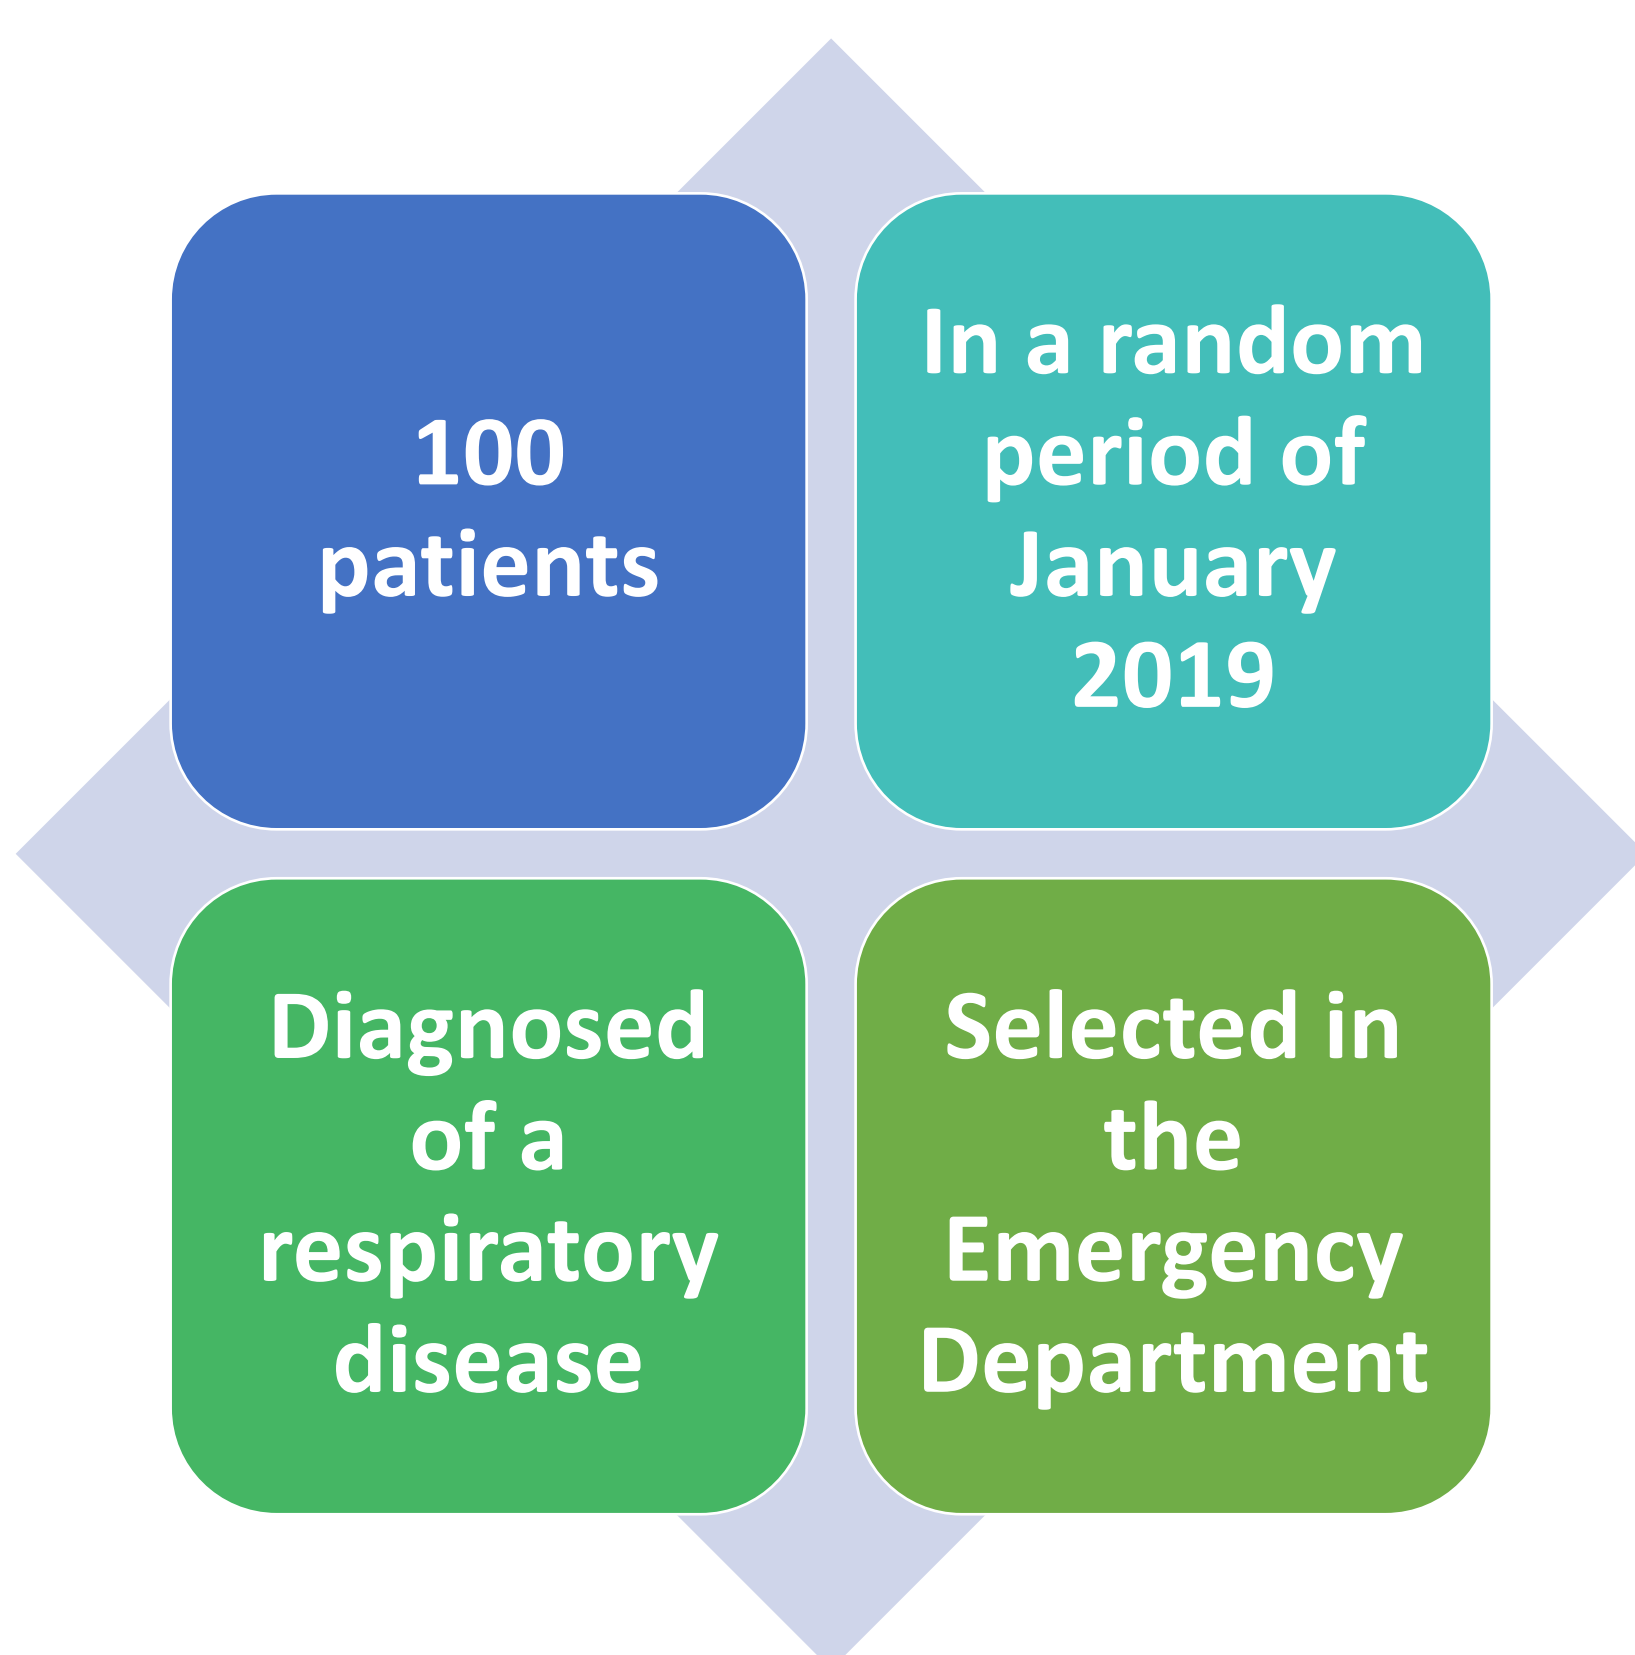 100
patients
In a random
period of
January
2019
Diagnosed
of a
respiratory
disease
Selected in
the
Emergency
Department